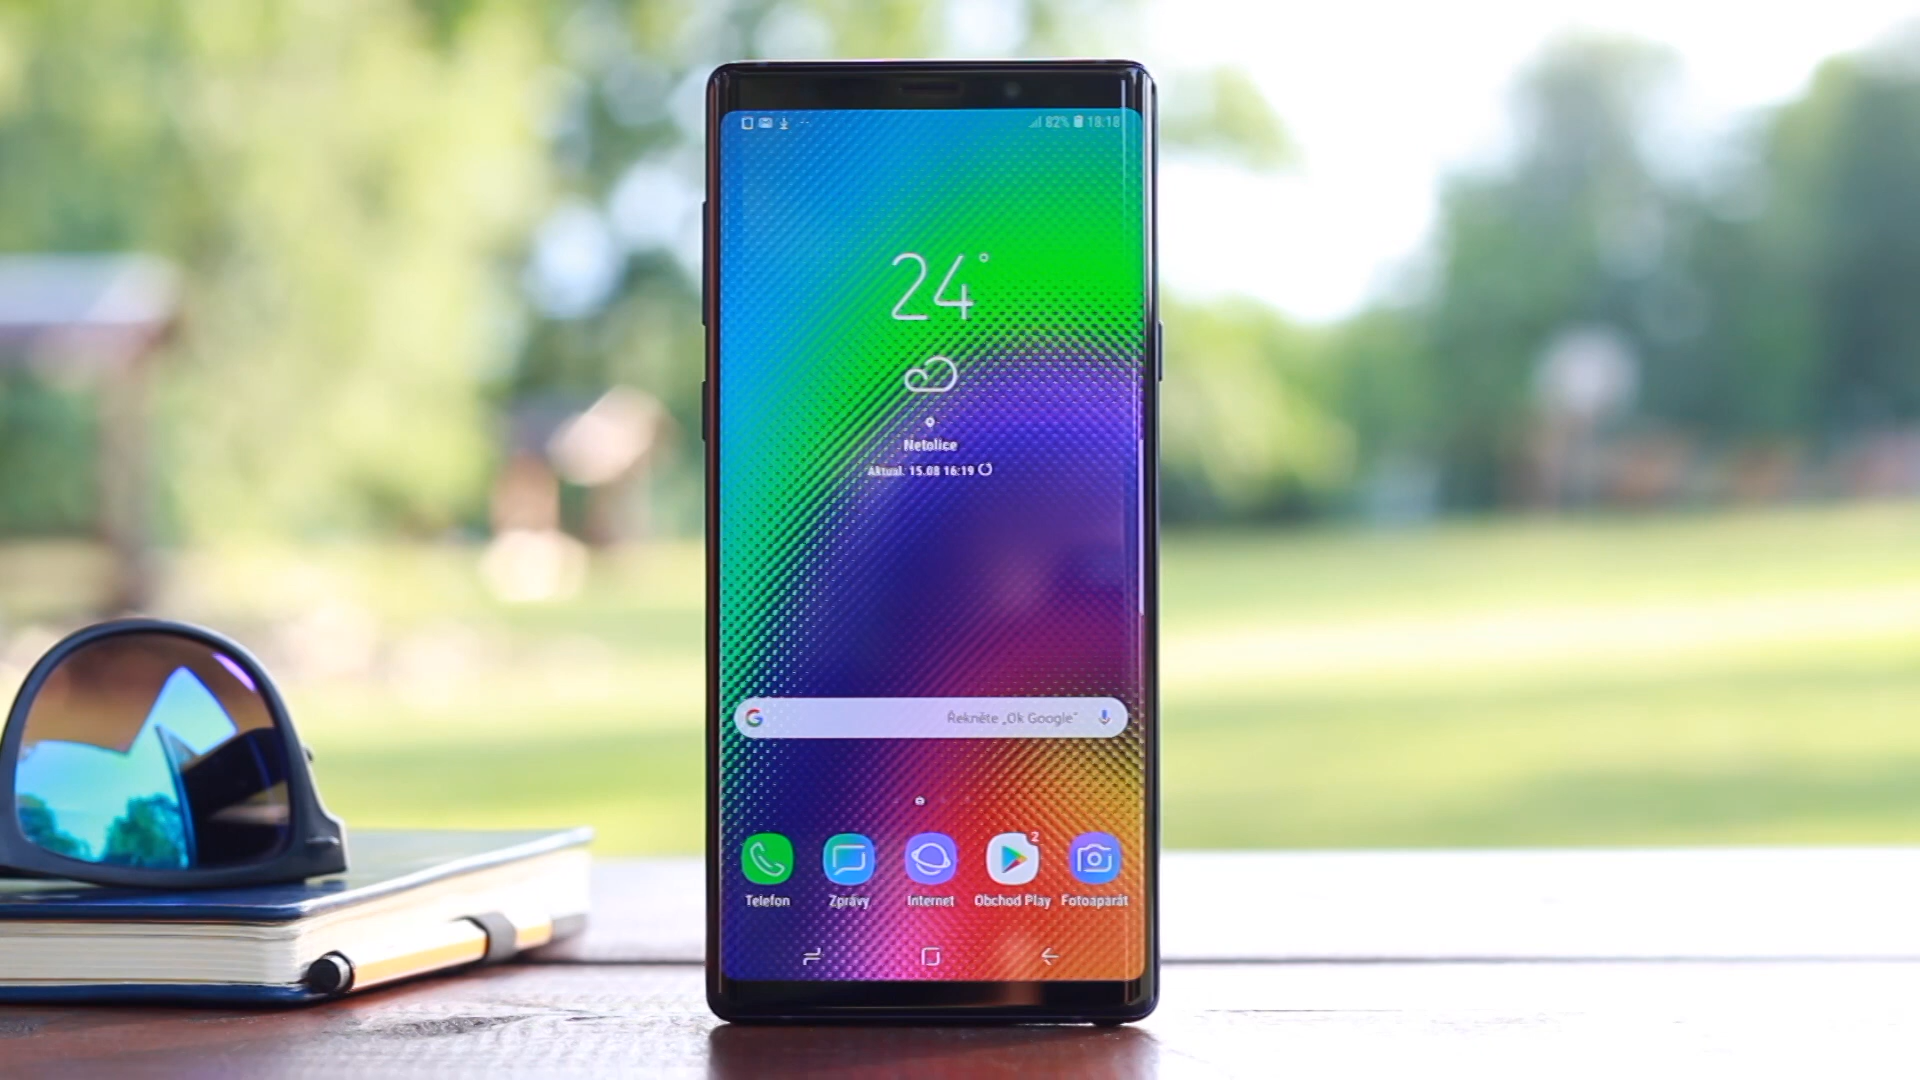 82% 18:18
24°
Netolice
Aktual. 15.08 16:19
G Řekněte „Ok Google“
2
Telefon Zprávy Internet Obchod Play Fotoaparát